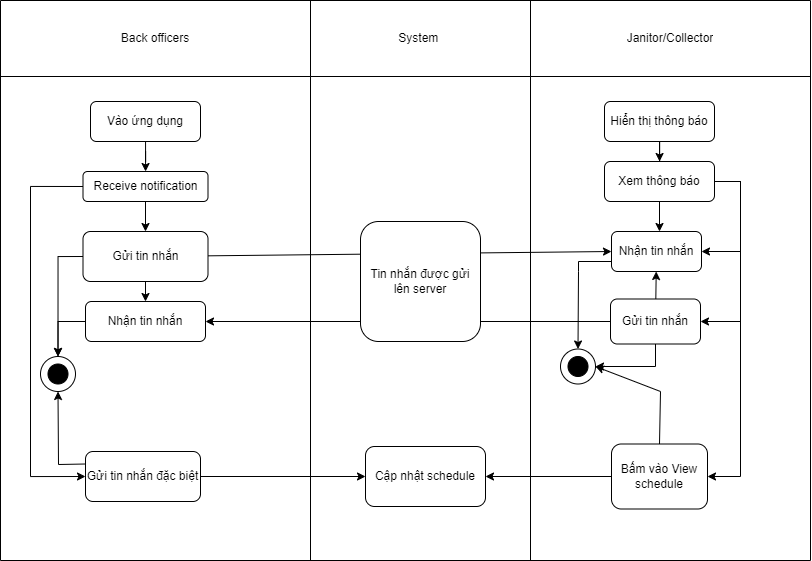 Back officers
System
Janitor/Collector
Vào ứng dụng
Hiển thị thông báo
Receive notification
Xem thông báo
Gửi tin nhắn
Nhận tin nhắn
Tin nhắn được gửi
lên server
Nhận tin nhắn
Gửi tin nhắn
Gửi tin nhắn đặc biệt
Cập nhật schedule
Bấm vào View
schedule